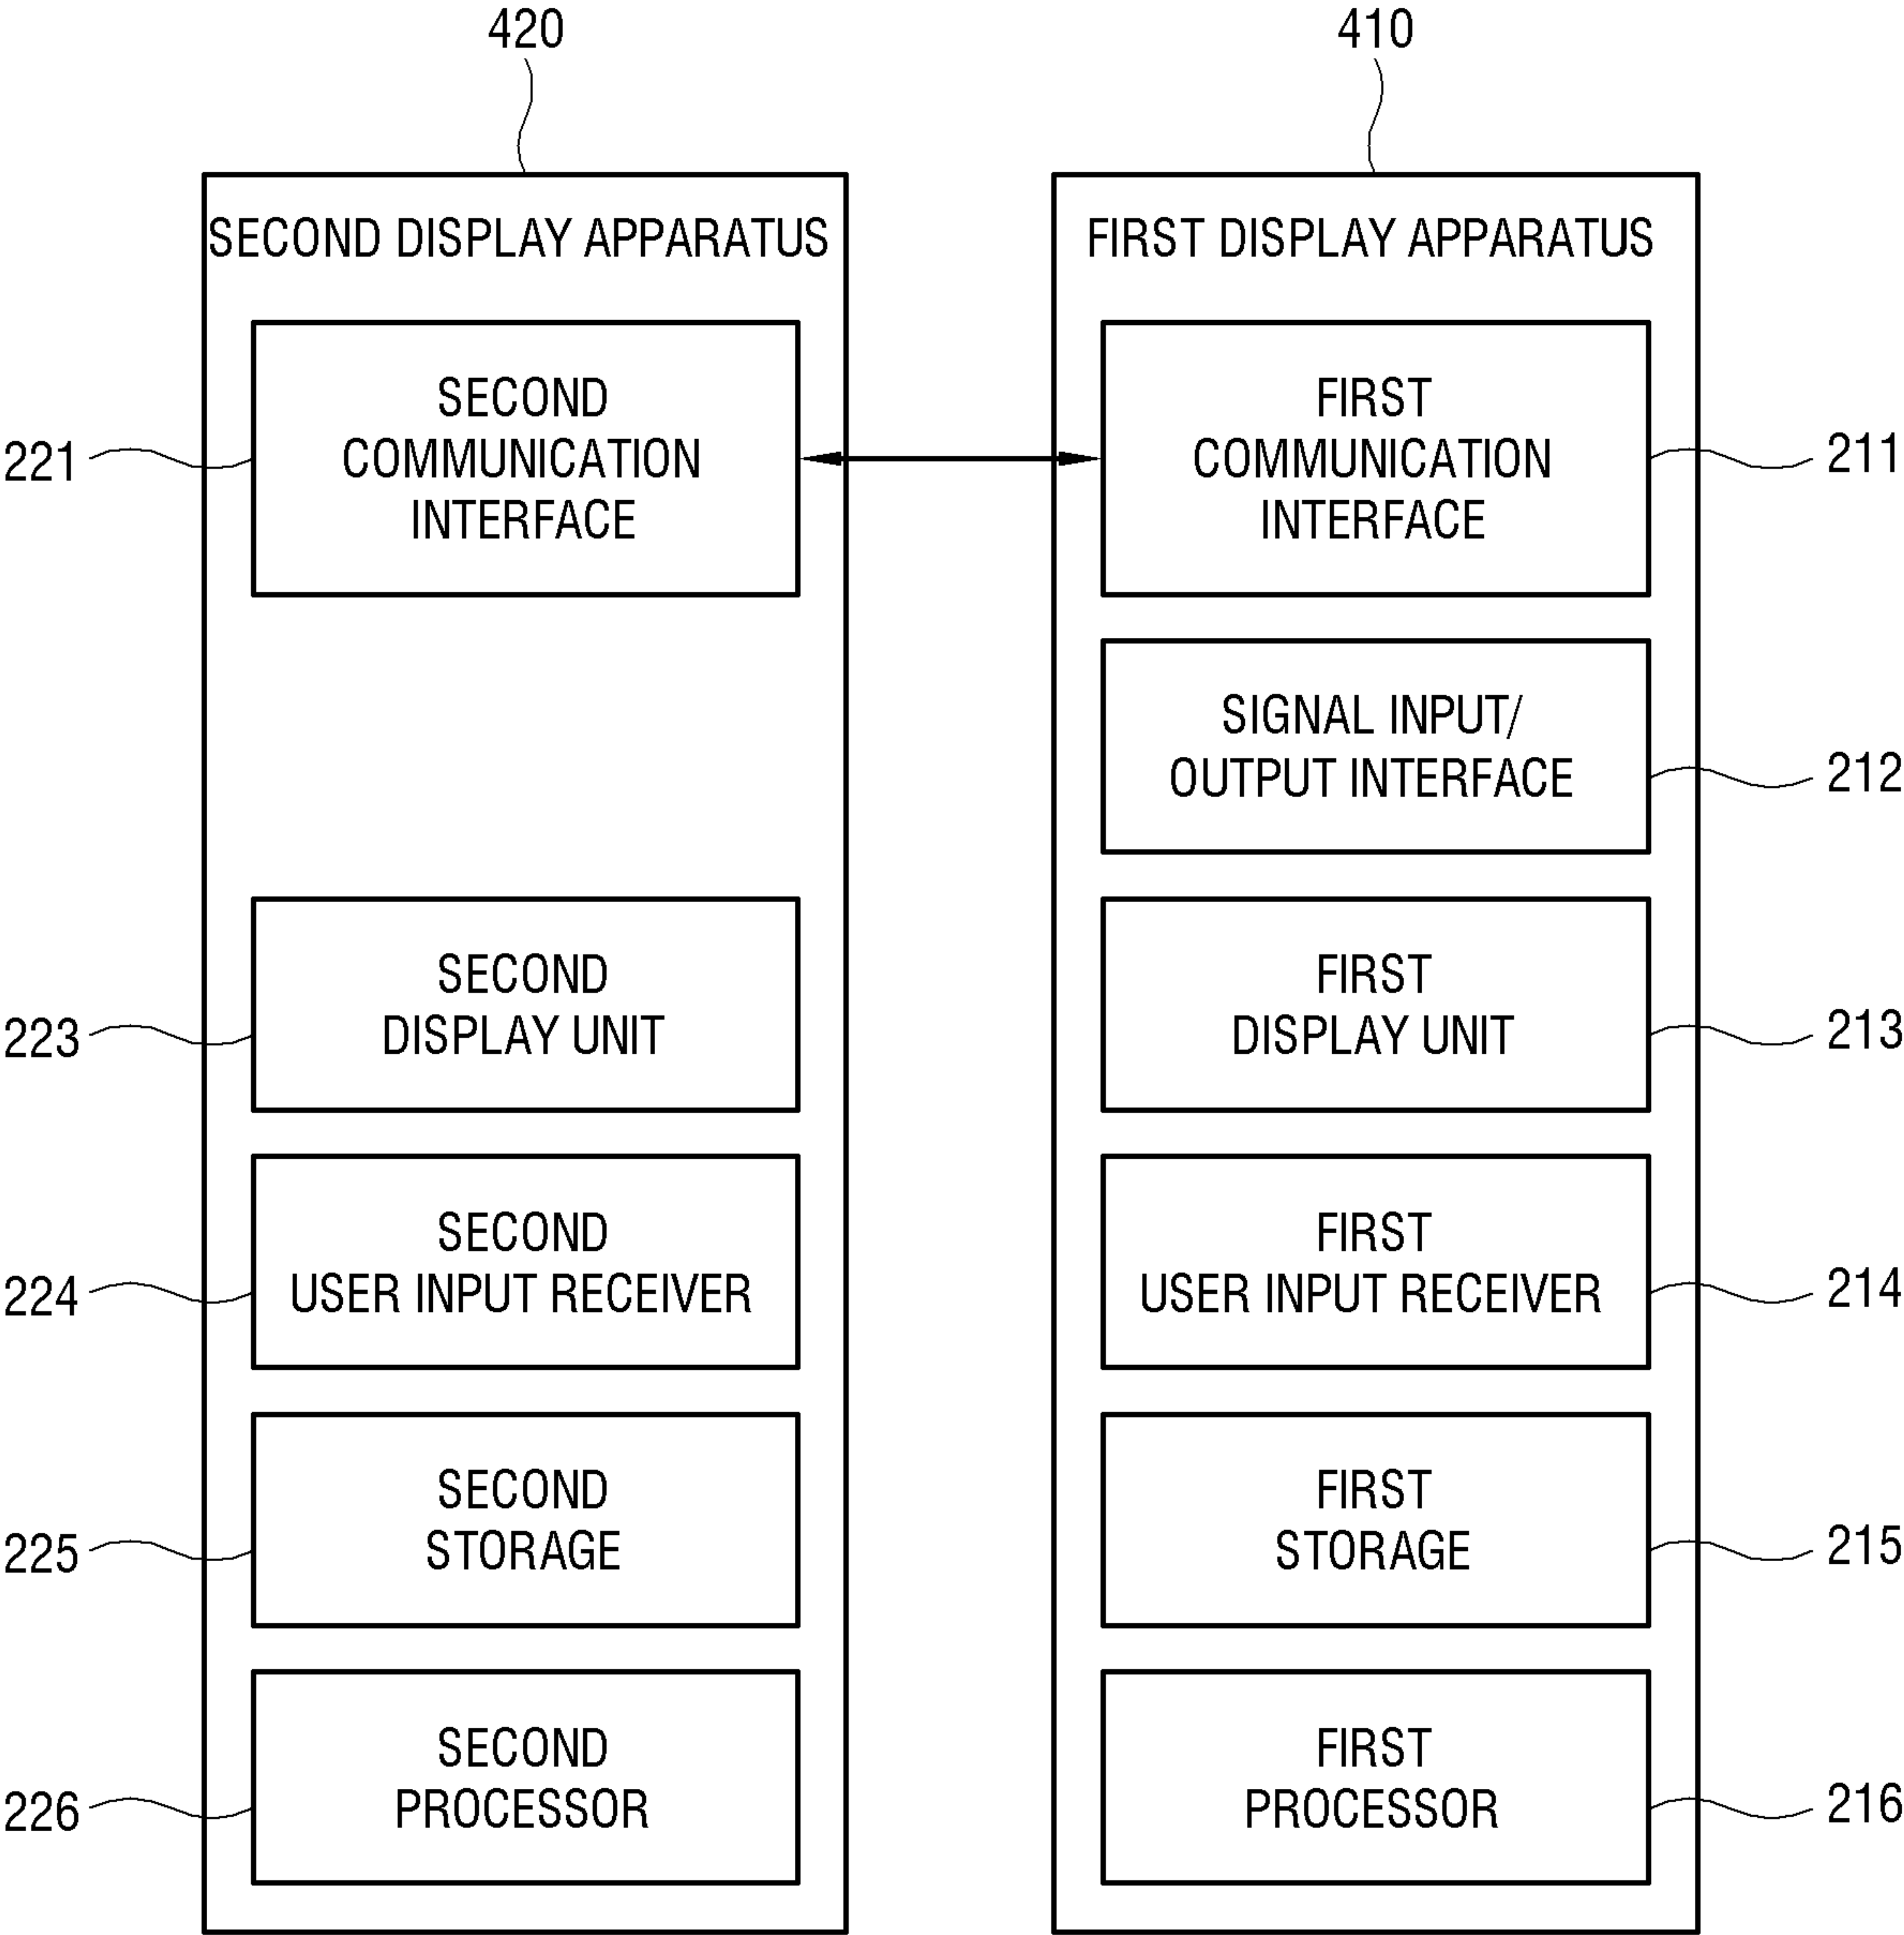 420
410
SECOND DISPLAY APPARATUS
FIRST DISPLAY APPARATUS
221
SECOND
COMMUNICATION
INTERFACE
FIRST
COMMUNICATION
INTERFACE
211
SIGNAL INPUT/
OUTPUT INTERFACE
212
223
SECOND
DISPLAY UNIT
FIRST
DISPLAY UNIT
213
224
SECOND
USER INPUT RECEIVER
FIRST
USER INPUT RECEIVER
214
225
SECOND
STORAGE
FIRST
STORAGE
215
226
SECOND
PROCESSOR
FIRST
PROCESSOR
216